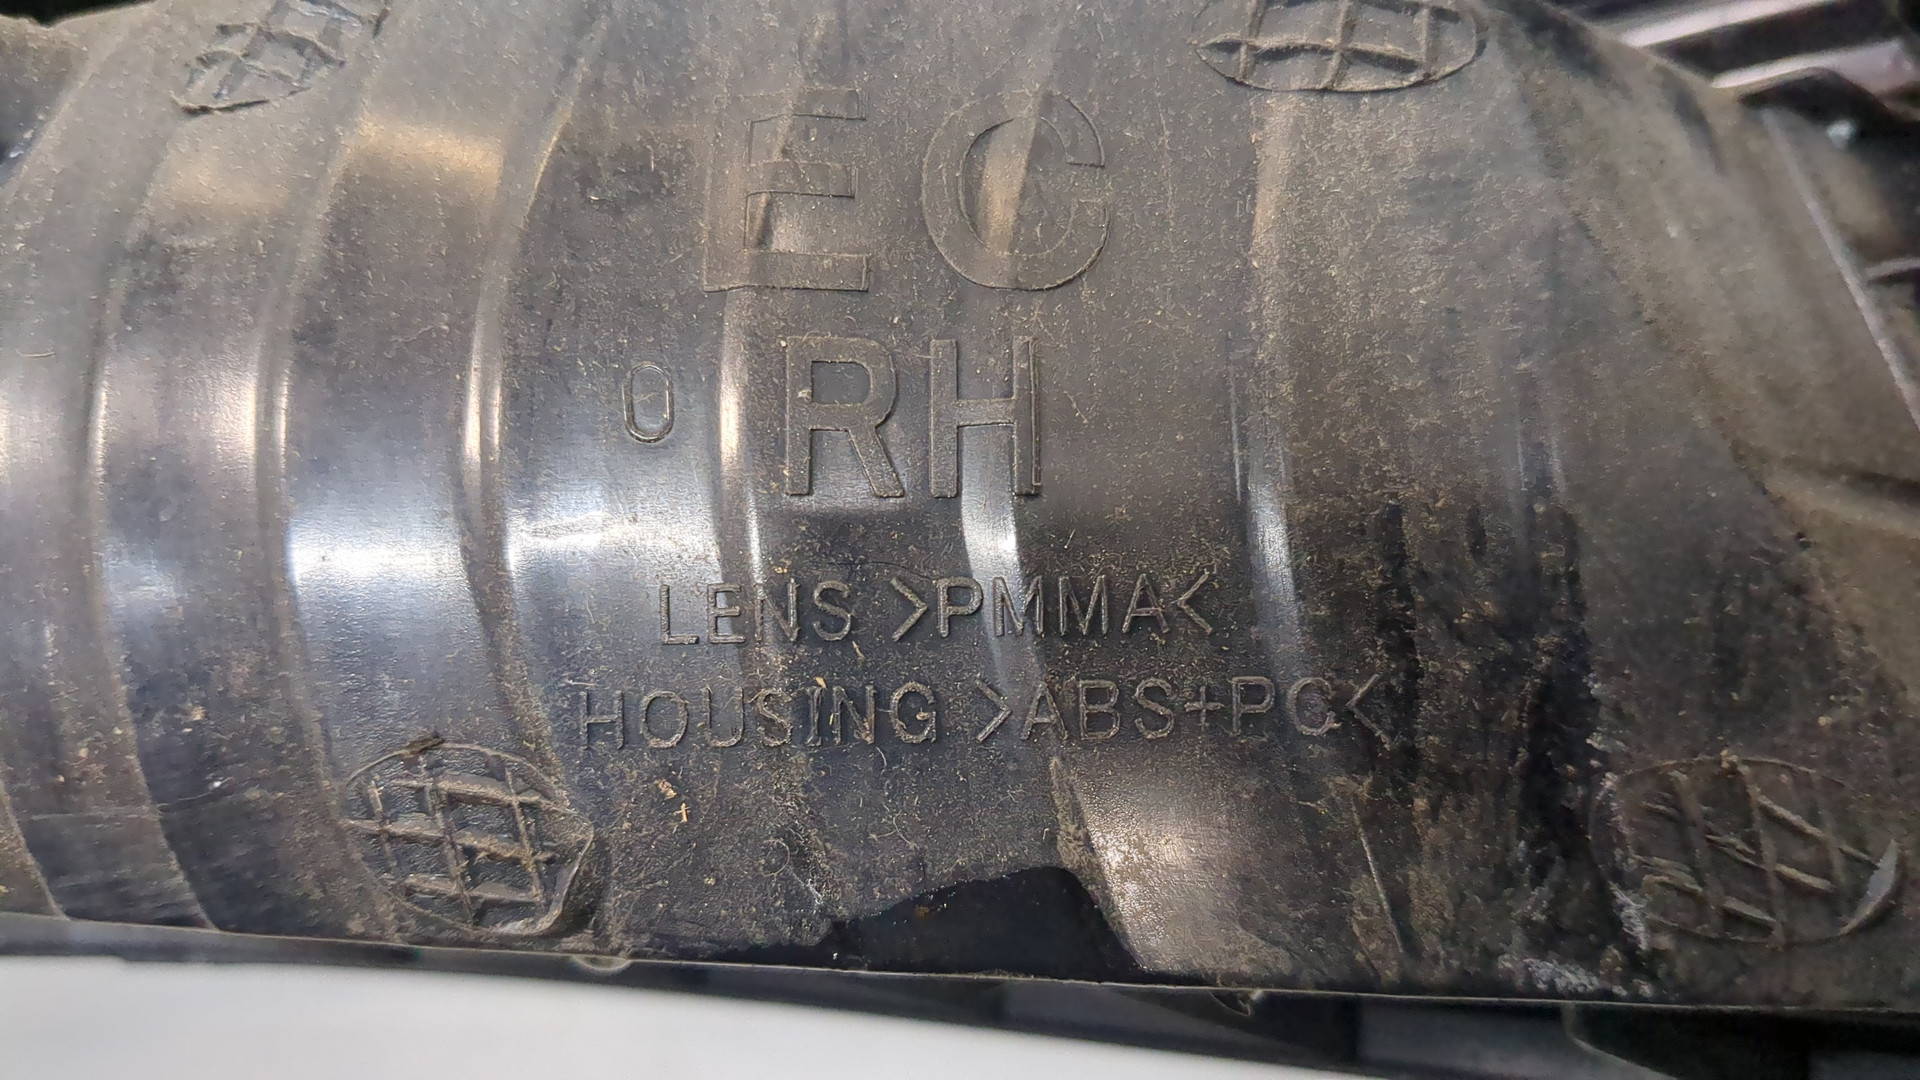 EC
0 RH
LENS >PMMA<
HOUSING >ABS+PC<